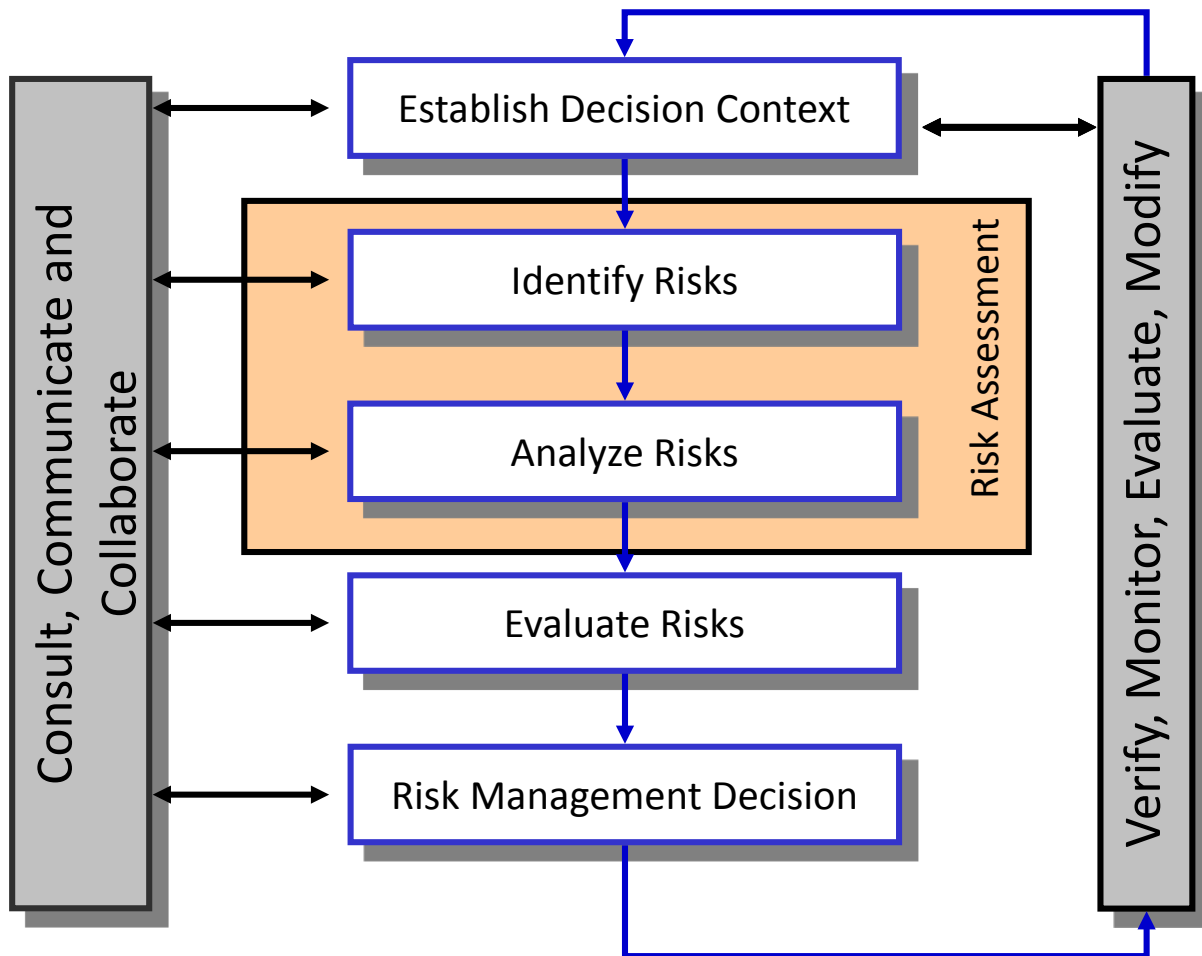 Establish Decision Context
Consult, Communicate and
Collaborate
Identify Risks
Analyze Risks
Risk Assessment
Evaluate Risks
Risk Management Decision
Verify, Monitor, Evaluate, Modify